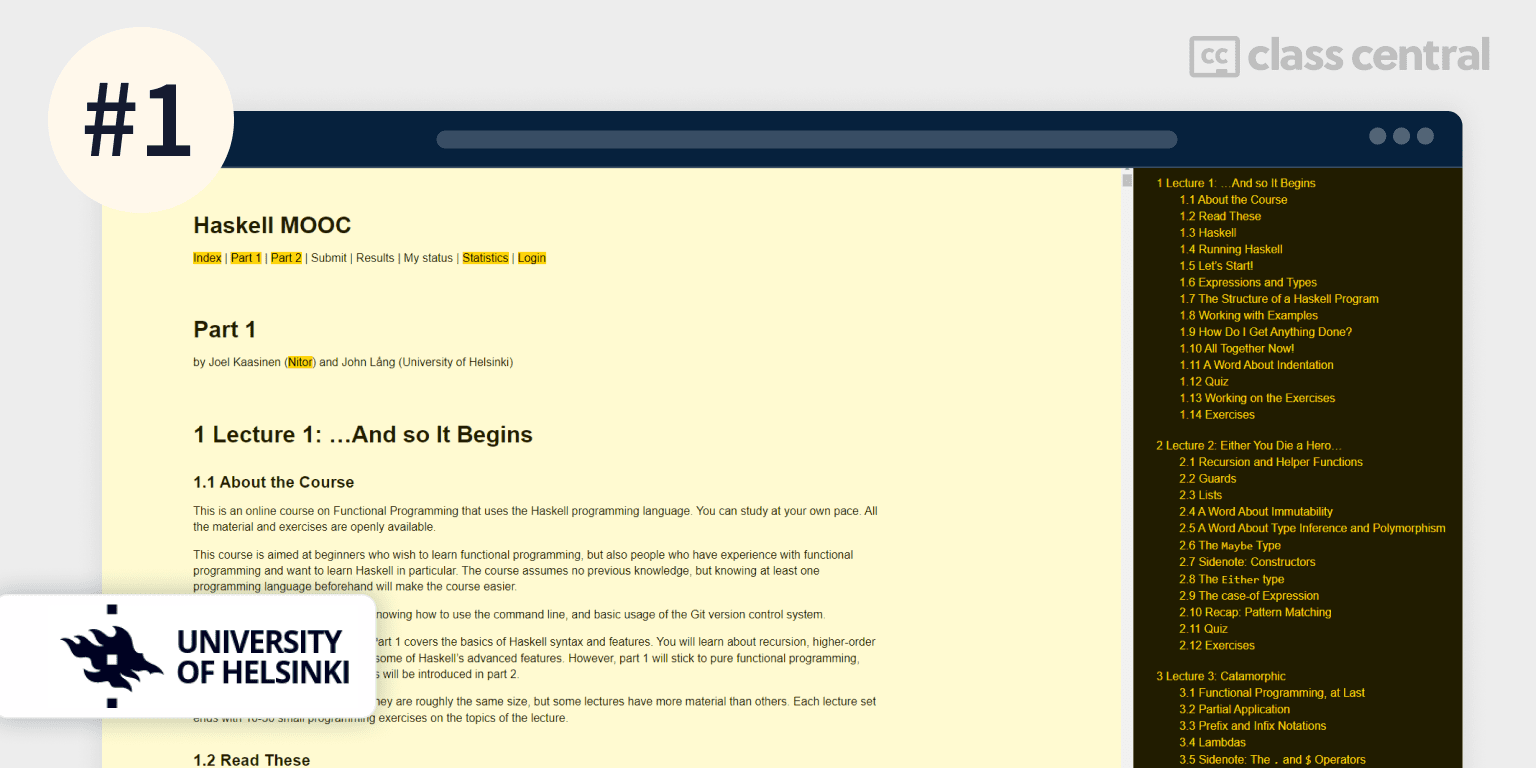 #1
class central
Haskell MOOC
Index | Part 1 | Part 2 | Submit | Results | My status | Statistics | Login
Part 1
by Joel Kaasinen (Nitor) and John Lång (University of Helsinki)
1 Lecture 1: …And so It Begins
1.1 About the Course
This is an online course on Functional Programming that uses the Haskell programming language. You can study at your own pace. All
the material and exercises are openly available.
This course is aimed at beginners who wish to learn functional programming, but also people who have experience with functional
programming and want to learn Haskell in particular. The course assumes no previous knowledge, but knowing at least one
programming language beforehand will make the course easier.
how to use the command line, and basic usage of the Git version control system.
1 covers the basics of Haskell syntax and features. You will learn about recursion, higher-order
some of Haskell's advanced features. However, part 1 will stick to pure functional programming,
will be introduced in part 2.
they are roughly the same size, but some lectures have more material than others. Each lecture set
small programming exercises on the topics of the lecture.
1.2 Read These
UNIVERSITY
OF HELSINKI
1 Lecture 1: …And so It Begins
1.1 About the Course
1.2 Read These
1.3 Haskell
1.4 Running Haskell
1.5 Let's Start!
1.6 Expressions and Types
1.7 The Structure of a Haskell Program
1.8 Working with Examples
1.9 How Do I Get Anything Done?
1.10 All Together Now!
1.11 A Word About Indentation
1.12 Quiz
1.13 Working on the Exercises
1.14 Exercises
2 Lecture 2: Either You Die a Hero…
2.1 Recursion and Helper Functions
2.2 Guards
2.3 Lists
2.4 A Word About Immutability
2.5 A Word About Type Inference and Polymorphism
2.6 The Maybe Type
2.7 Sidenote: Constructors
2.8 The Either type
2.9 The case-of Expression
2.10 Recap: Pattern Matching
2.11 Quiz
2.12 Exercises
3 Lecture 3: Catamorphic
3.1 Functional Programming, at Last
3.2 Partial Application
3.3 Prefix and Infix Notations
3.4 Lambdas
3.5 Sidenote: The . and $ Operators